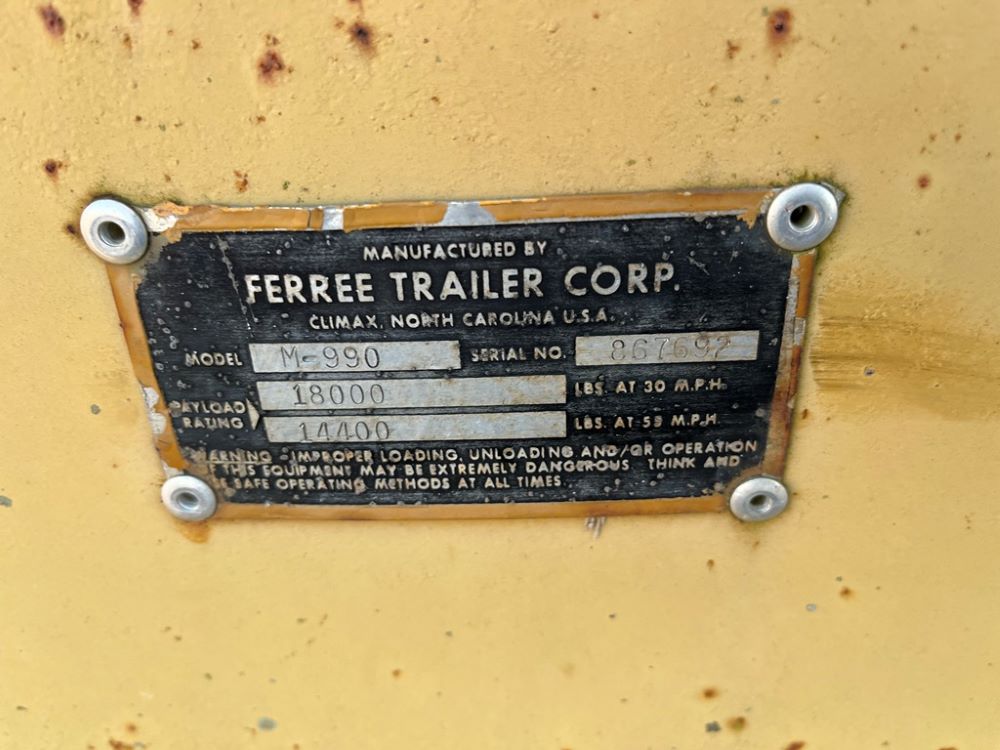 MANUFACTURED BY
FERREE TRAILER CORP.
CLIMAX, NORTH CAROLINA U.S.A.
MODEL M-990 SERIAL NO. 867692
PAYLOAD RATING 18000 LBS. AT 30 M.P.H.
14400 LBS. AT 55 M.P.H.
WARNING - IMPROPER LOADING, UNLOADING AND/OR OPERATION
OF THIS EQUIPMENT MAY BE EXTREMELY DANGEROUS THINK AND
USE SAFE OPERATING METHODS AT ALL TIMES